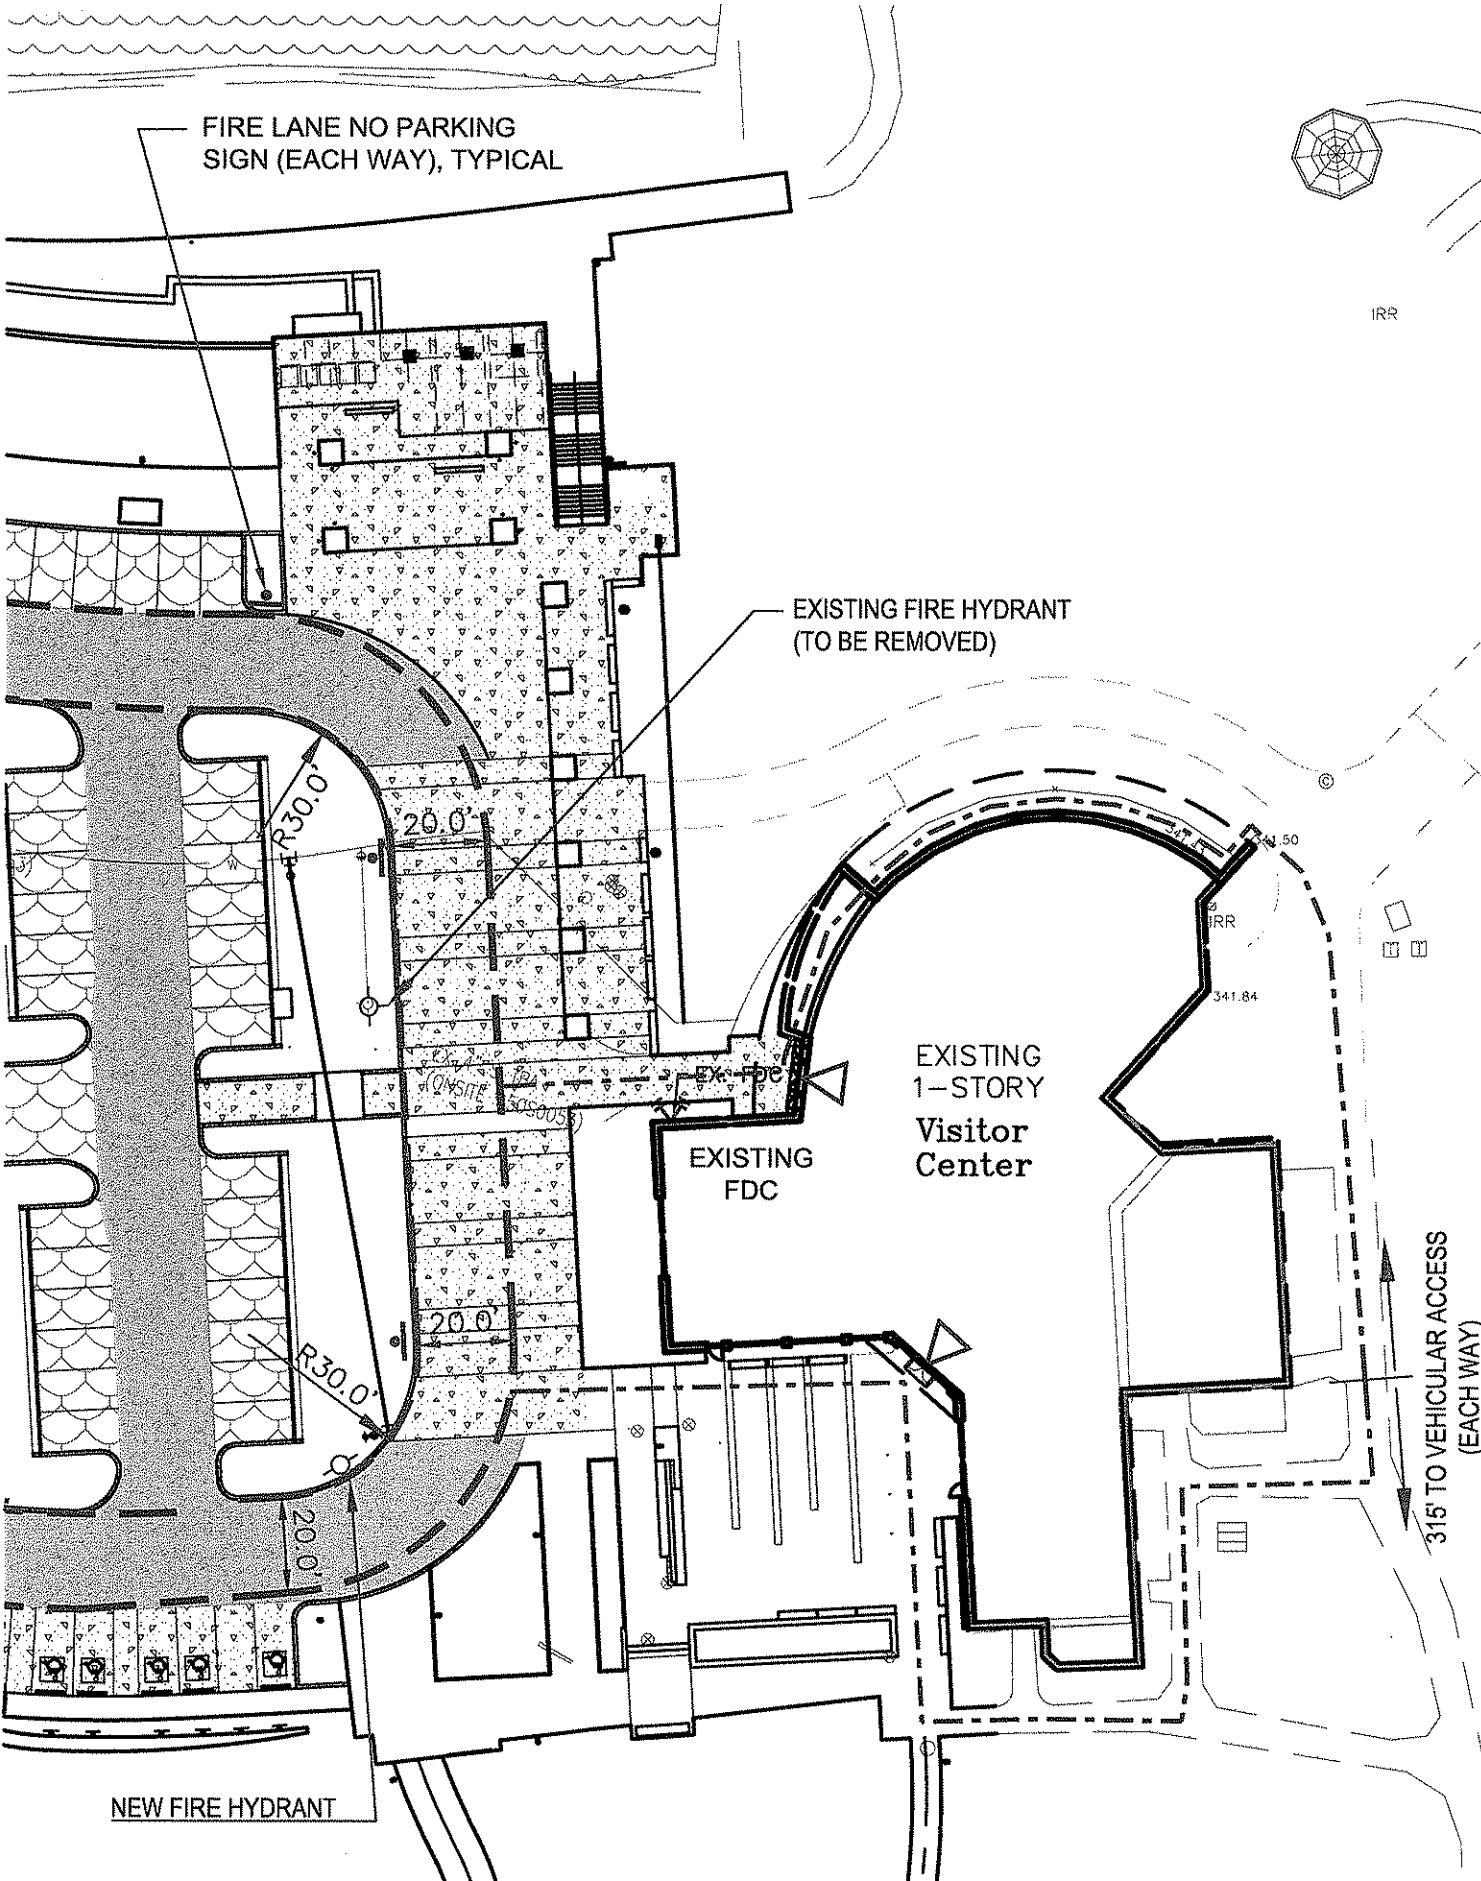 FIRE LANE NO PARKING
SIGN (EACH WAY), TYPICAL
IRR
EXISTING FIRE HYDRANT
(TO BE REMOVED)
R30.0'
20.0'
W
©
341.50
IRR
341.84
T T
EX. FDC
(ONSITE
EXISTING
1-STORY
Visitor
Center
EXISTING
FDC
315' TO VEHICULAR ACCESS
(EACH WAY)
20.0'
R30.0'
20.0'
NEW FIRE HYDRANT